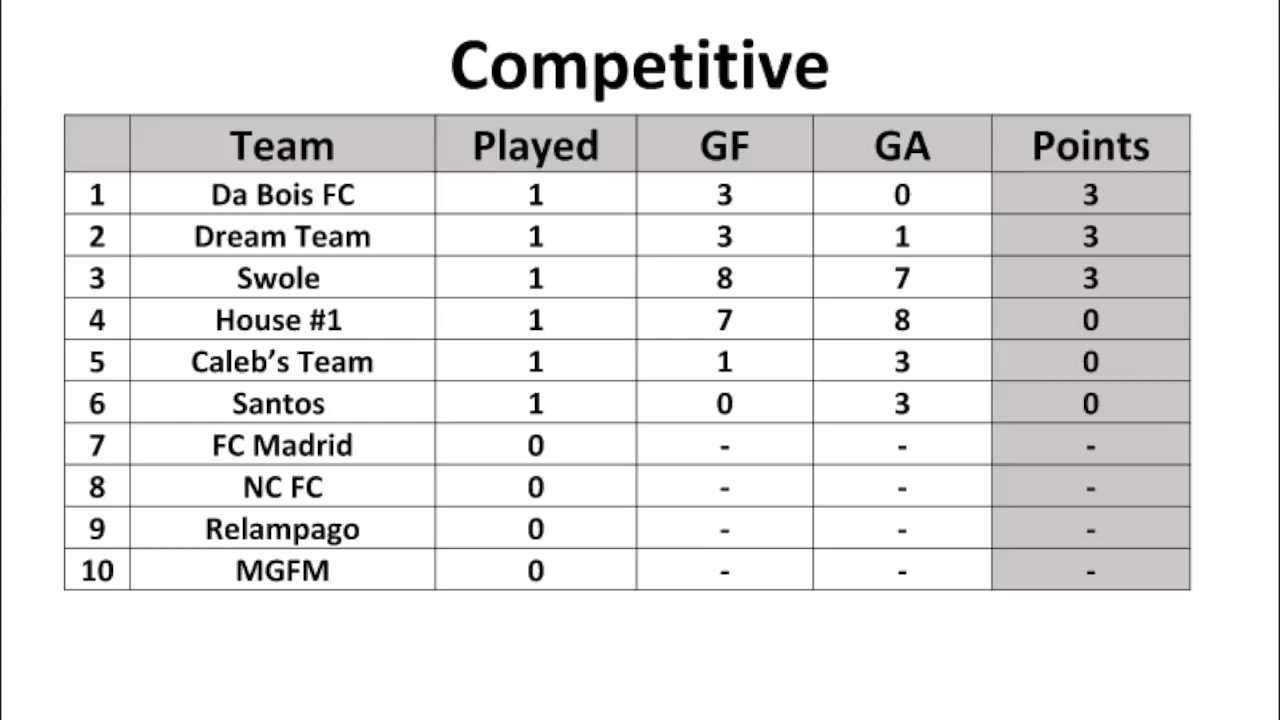 Competitive
Team Played GF GA Points
1 Da Bois FC 1 3 0 3
2 Dream Team 1 3 1 3
3 Swole 1 8 7 3
4 House #1 1 7 8 0
5 Caleb’s Team 1 1 3 0
6 Santos 1 0 3 0
7 FC Madrid 0 - - -
8 NC FC 0 - - -
9 Relampago 0 - - -
10 MGFM 0 - - -